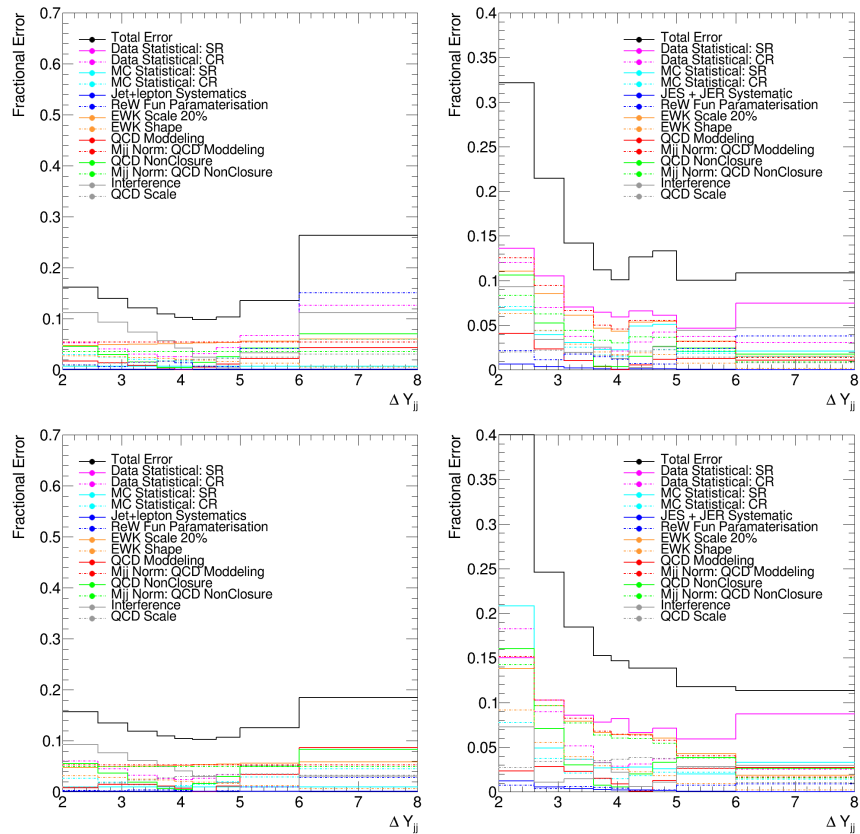 Fractional Error
0.7
0.6
0.5
0.4
0.3
0.2
0.1
0
Total Error
Data Statistical: SR
Data Statistical: CR
MC Statistical: SR
MC Statistical: CR
Jet+lepton Systematics
ReW Fun Paramaterisation
EWK Scale 20%
EWK Shape
QCD Moddeling
Mjj Norm: QCD Moddeling
QCD NonClosure
Mjj Norm: QCD NonClosure
Interference
QCD Scale
2 3 4 5 6 7 8
Δ Yjj
Fractional Error
0.4
0.35
0.3
0.25
0.2
0.15
0.1
0.05
0
Total Error
Data Statistical: SR
Data Statistical: CR
MC Statistical: SR
MC Statistical: CR
JES + JER Systematic
ReW Fun Paramaterisation
EWK Scale 20%
EWK Shape
QCD Moddeling
Mjj Norm: QCD Moddeling
QCD NonClosure
Mjj Norm: QCD NonClosure
Interference
QCD Scale
2 3 4 5 6 7 8
Δ Yjj
Fractional Error
0.7
0.6
0.5
0.4
0.3
0.2
0.1
0
Total Error
Data Statistical: SR
Data Statistical: CR
MC Statistical: SR
MC Statistical: CR
Jet+lepton Systematics
ReW Fun Paramaterisation
EWK Scale 20%
EWK Shape
QCD Moddeling
Mjj Norm: QCD Moddeling
QCD NonClosure
Mjj Norm: QCD NonClosure
Interference
QCD Scale
2 3 4 5 6 7 8
Δ Yjj
Fractional Error
0.4
0.35
0.3
0.25
0.2
0.15
0.1
0.05
0
Total Error
Data Statistical: SR
Data Statistical: CR
MC Statistical: SR
MC Statistical: CR
JES + JER Systematic
ReW Fun Paramaterisation
EWK Scale 20%
EWK Shape
QCD Moddeling
Mjj Norm: QCD Moddeling
QCD NonClosure
Mjj Norm: QCD NonClosure
Interference
QCD Scale
2 3 4 5 6 7 8
Δ Yjj